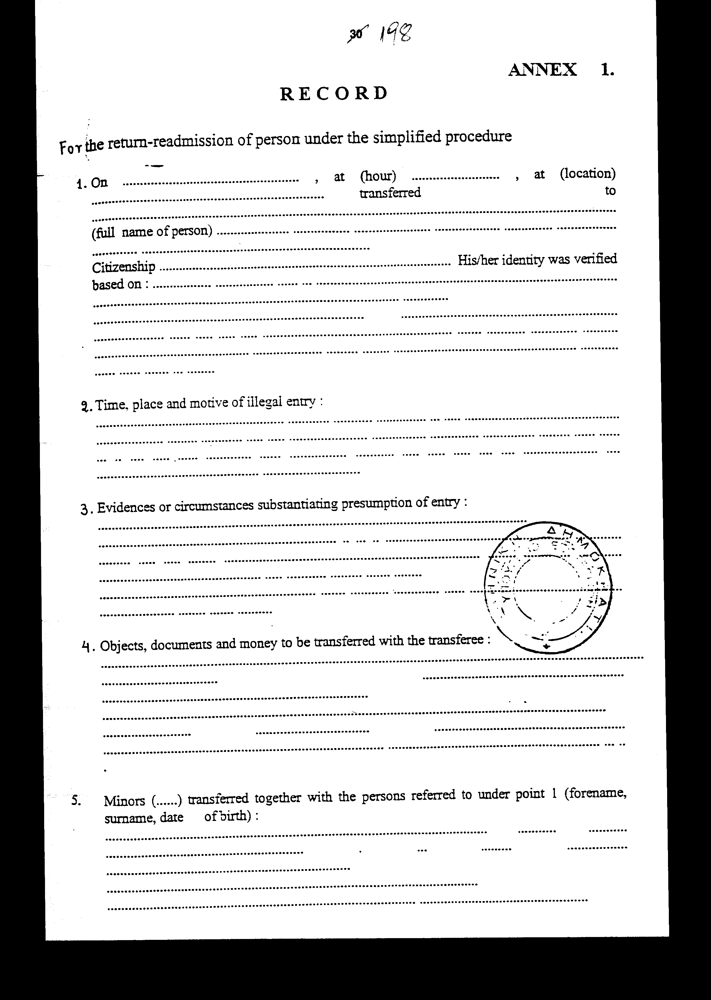 30 198
ANNEX 1.
RECORD
For the return-readmission of person under the simplified procedure
1. On .................................................. , at (hour) ......................... , at (location)
.................................................................. transferred to
......................................................................................................................................................
(full name of person) ..................... ................ ...................... ................... .............. .................
............. .................................................................
Citizenship .................................................................................... His/her identity was verified
based on : ................. ................. ...... ... .......................................................................................
........................................................................................ .............
.............................................................................. ..............................................................
.................... ...... ..... ..... ..... ...................................................... ....... ........... ............. ..........
............................................ .................... ......... ........ .................................................... ...........
...... ...... ....... ... ........
2. Time, place and motive of illegal entry :
...................................................... ............ ........... .............. ... ..... .............................................
................... ......... ............ ..... ..... ....................... ................ .............. ............... ......... ...... ......
... .. .... ..... ...... ............. ...... ................ ........... ..... ..... ..... .... .... ..................... ....
............................................... ............................
3. Evidences or circumstances substantiating presumption of entry :
...........................................................................................................................
..................................................................... .. ... .. ....................................................................
......... ..... ..... ........ .......................................................................... ........ ... ............
............................................... ..... ........... ......... ....... ........
.............................................................. ....... ........... ............. ...... ............................................
..................... ........ ....... ..........
ΔΗΜΟΚΡΑΤΙ
4. Objects, documents and money to be transferred with the transferee :
............................................................................................................................................................
................................. ..........................................................
.............................................................................
.................................................................................................................................................
.......................... ................................. .......................................................
................................................................................. ............................................................. ... ..
.
5. Minors (......) transferred together with the persons referred to under point 1 (forename,
surname, date of birth) :
.............................................................................................................. ........... ...........
......................................................... . ... ......... ..................
......................................................................
...........................................................................................................
......................................................................................... ................................................